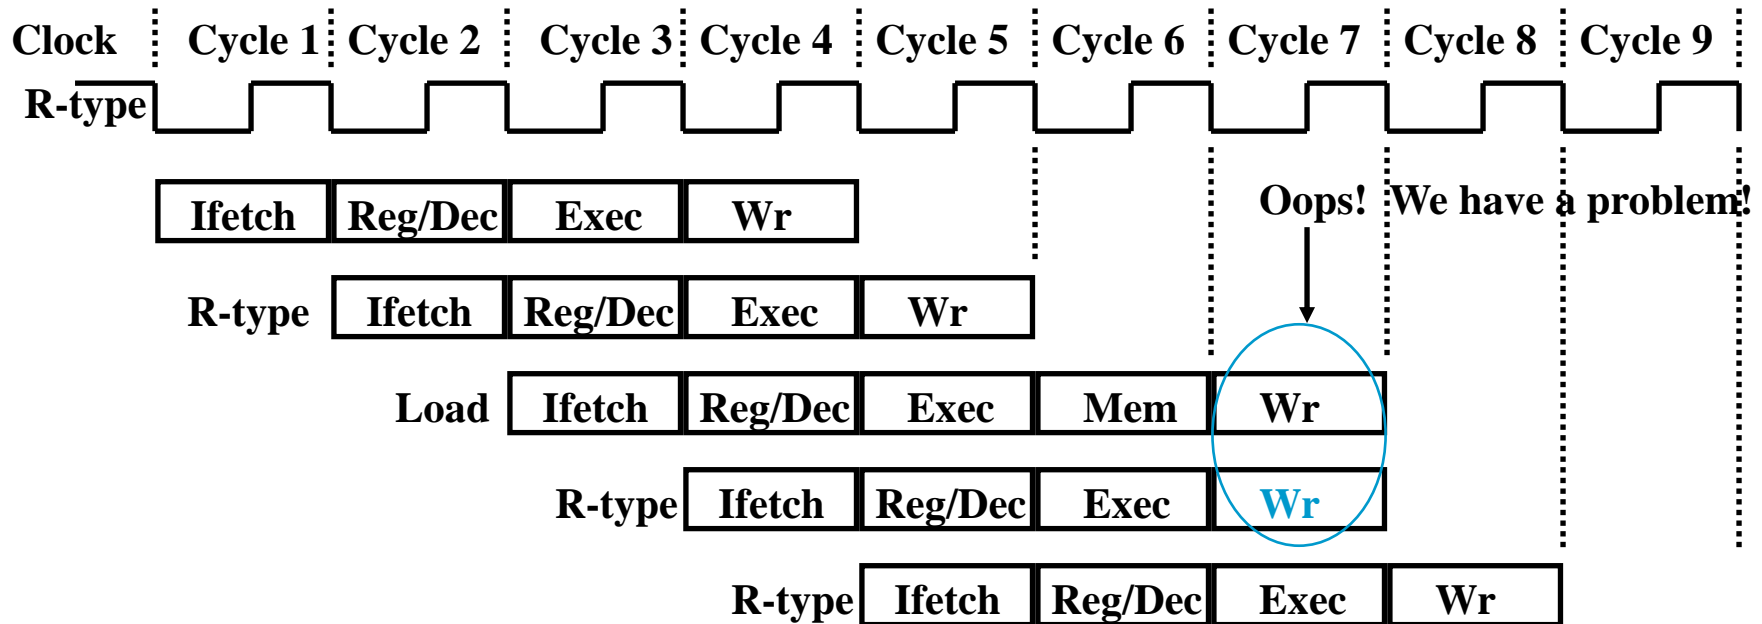 Clock Cycle 1 Cycle 2 Cycle 3 Cycle 4 Cycle 5 Cycle 6 Cycle 7 Cycle 8 Cycle 9
R-type
Oops! We have a problem!
Ifetch Reg/Dec Exec Wr
R-type Ifetch Reg/Dec Exec Wr
Load Ifetch Reg/Dec Exec Mem Wr
R-type Ifetch Reg/Dec Exec Wr
R-type Ifetch Reg/Dec Exec Wr